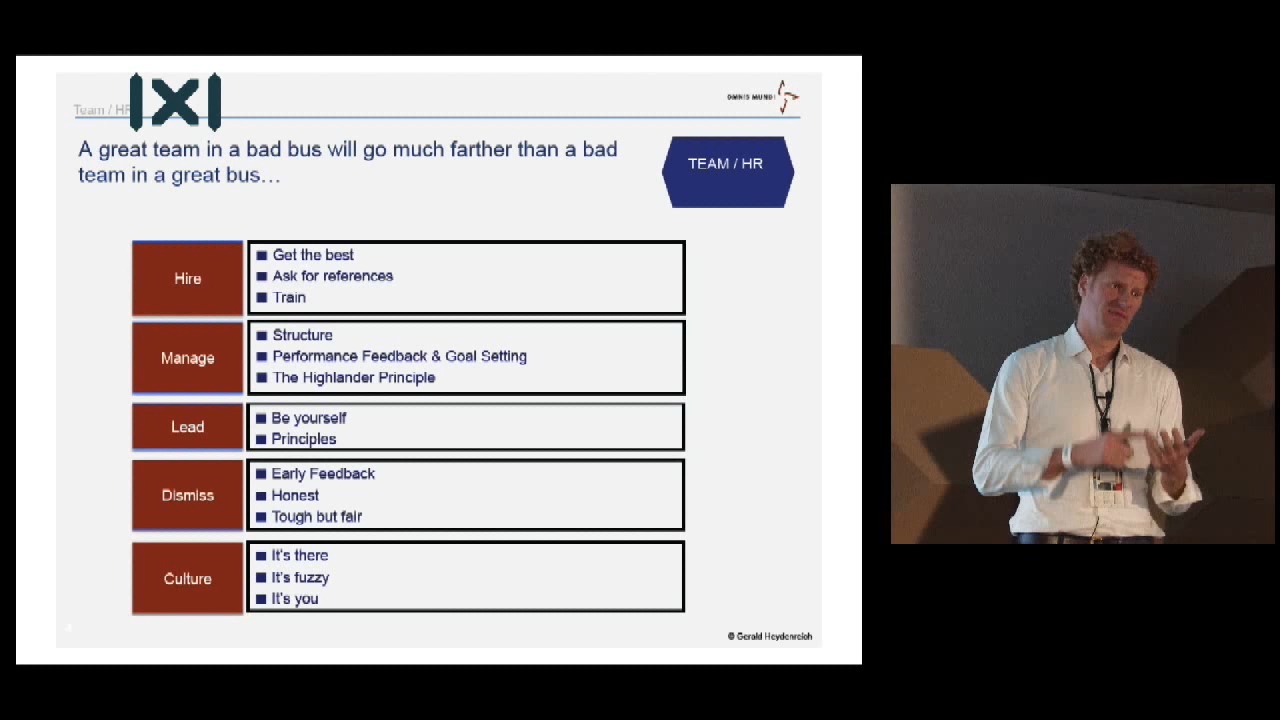 Team / HR
OMNIS MUNDI
A great team in a bad bus will go much farther than a bad
team in a great bus…
TEAM / HR
Hire
■ Get the best
■ Ask for references
■ Train
Manage
■ Structure
■ Performance Feedback & Goal Setting
■ The Highlander Principle
Lead
■ Be yourself
■ Principles
Dismiss
■ Early Feedback
■ Honest
■ Tough but fair
Culture
■ It's there
■ It's fuzzy
■ It's you
© Gerald Heydenreich